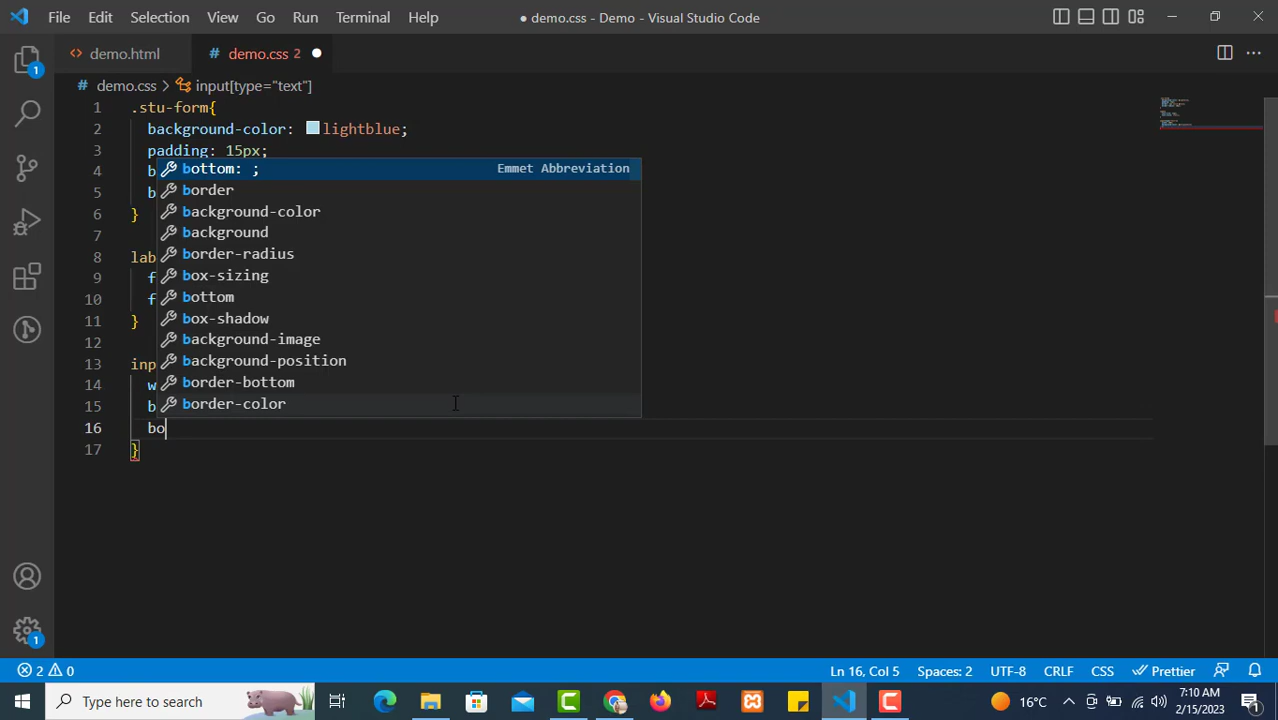 File Edit Selection View Go Run Terminal Help
● demo.css - Demo - Visual Studio Code
demo.html
# demo.css 2 ●
# demo.css > input[type="text"]
1 .stu-form{
2 background-color: lightblue;
3 padding: 15px;
4 b
5 b
6 }
7
8 lab
9 f
10 f
11 }
12
13 inp
14 w
15 b
16 bo
17 }
bottom: ; Emmet Abbreviation
border
background-color
background
border-radius
box-sizing
bottom
box-shadow
background-image
background-position
border-bottom
border-color
1
1
2 0
Ln 16, Col 5 Spaces: 2 UTF-8 CRLF CSS Prettier
Type here to search
16°C
7:10 AM
2/15/2023
1